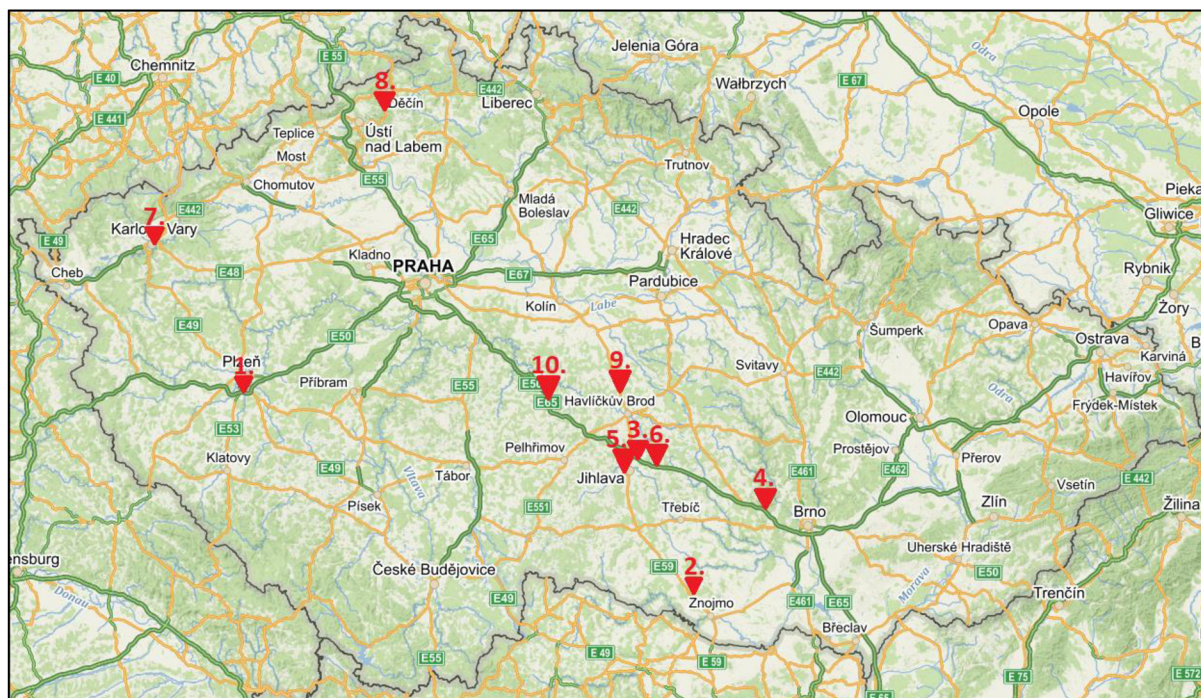 Jelenia Góra
Odra
E 55
Chemnitz
E 40
E442
E 67
Wałbrzych
8.
Děčín
Liberec
Opole
E 441
Teplice
Ústí
nad Labem
Most
Trutnov
Chomutov
E55
Pieka
Mladá
Boleslav
E442
E442
7.
Gliwice
Karlovy Vary
E65
Hradec
Králové
E 49
Kladno
PRAHA
Cheb
E48
E67
Rybnik
Pardubice
Kolín
Labe
Żory
E49
E50
Šumperk
Opava
Ostrava
Karviná
B
Plzeň
1.
Příbram
10.
9.
Svitavy
E442
Havířov
E55
E50
E65
Havlíčkův Brod
Odra
Frýdek-Místek
Olomouc
E53
5.
3.
6.
Pelhřimov
Prostějov
Přerov
Klatovy
E49
Tábor
Jihlava
4.
E461
E462
E 442
Vsetín
Vltava
Písek
E551
Třebíč
Brno
Zlín
Žilina
Uherské Hradiště
ensburg
České Budějovice
E59
2.
E50
Donau
E49
Znojmo
E461
E65
Morava
Trenčín
Břeclav
E55
E 49
E 59
E 75
E 572
E 65